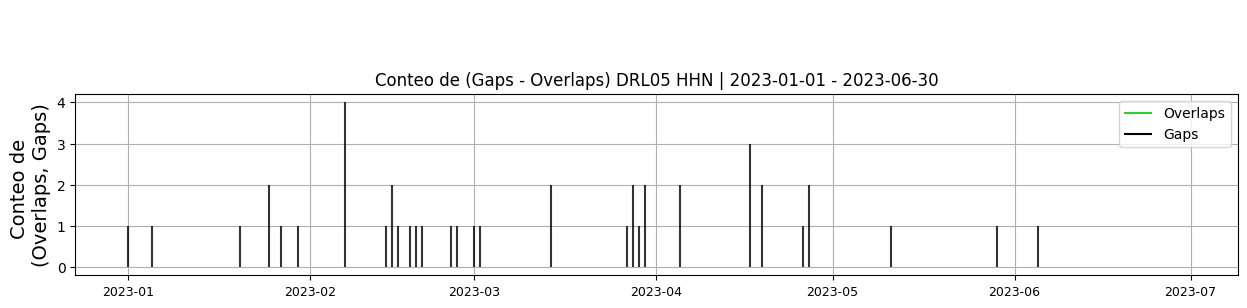 Conteo de (Gaps - Overlaps) DRL05 HHN | 2023-01-01 - 2023-06-30
Conteo de
(Overlaps, Gaps)
4
3
2
1
0
Overlaps
Gaps
2023-01
2023-02
2023-03
2023-04
2023-05
2023-06
2023-07